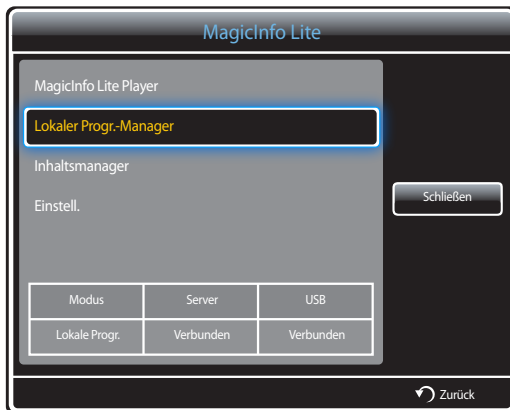 MagicInfo Lite
MagicInfo Lite Player
Lokaler Progr.-Manager
Inhaltsmanager
Einstell.
Schließen
Modus Server USB
Lokale Progr. Verbunden Verbunden
Zurück